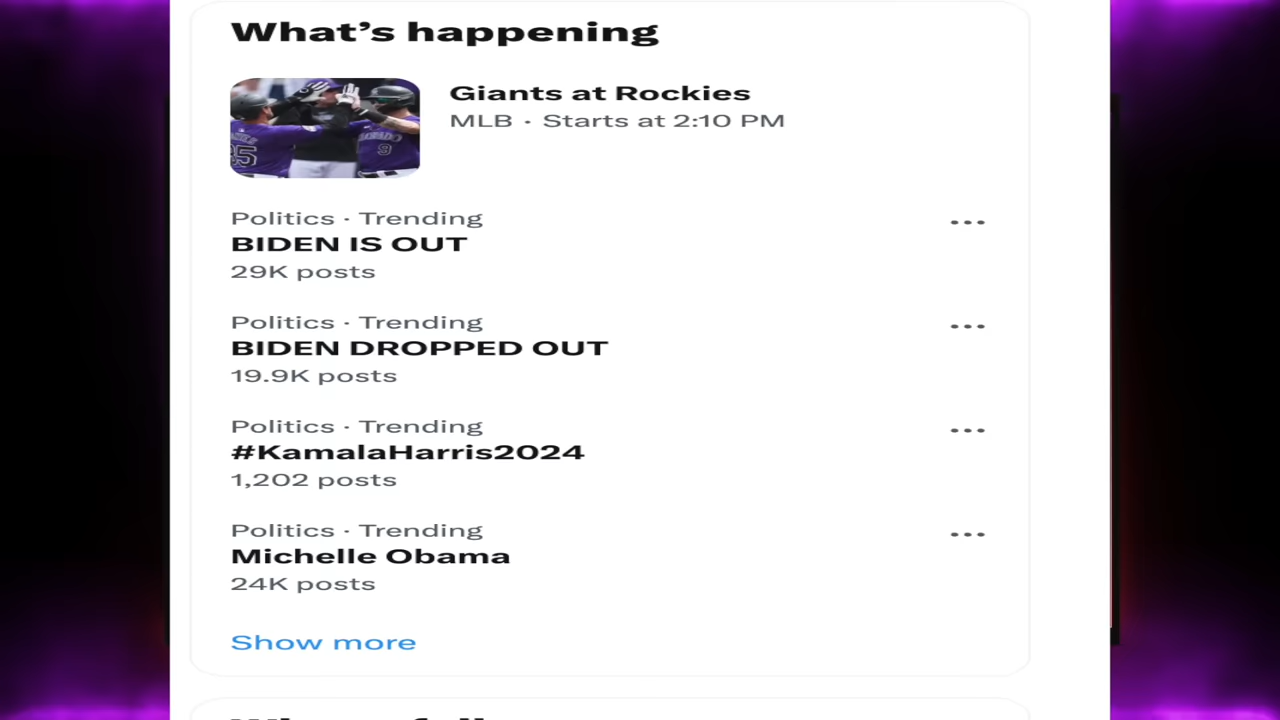 What's happening
Giants at Rockies
MLB · Starts at 2:10 PM
Politics · Trending
BIDEN IS OUT
29K posts
Politics · Trending
BIDEN DROPPED OUT
19.9K posts
Politics · Trending
#KamalaHarris2024
1,202 posts
Politics · Trending
Michelle Obama
24K posts
Show more